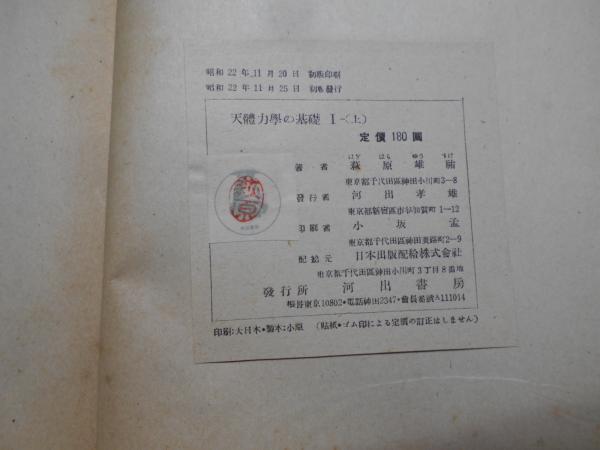 昭和 22 年 11 月 20 日 初版印刷
昭和 22 年 11 月 25 日 初版發行
天體力學の基礎 I-(上)
定價 180 圓
はぎ はら ゆう すけ
著者 萩原雄祐
東京都千代田區神田小川町3-8
發行者 河出孝雄
東京都新宿區市谷加賀町 1-12
印刷者 小坂孟
東京都千代田區神田淡路町2-9
配給元 日本出版配給株式會社
東京都千代田區神田小川町3丁目8番地
發行所 河出書房
振替東京10802・電話神田2347・會員番號A111014
印刷:大日本・製本:小原 (貼紙・ゴム印による定價の訂正はしません)